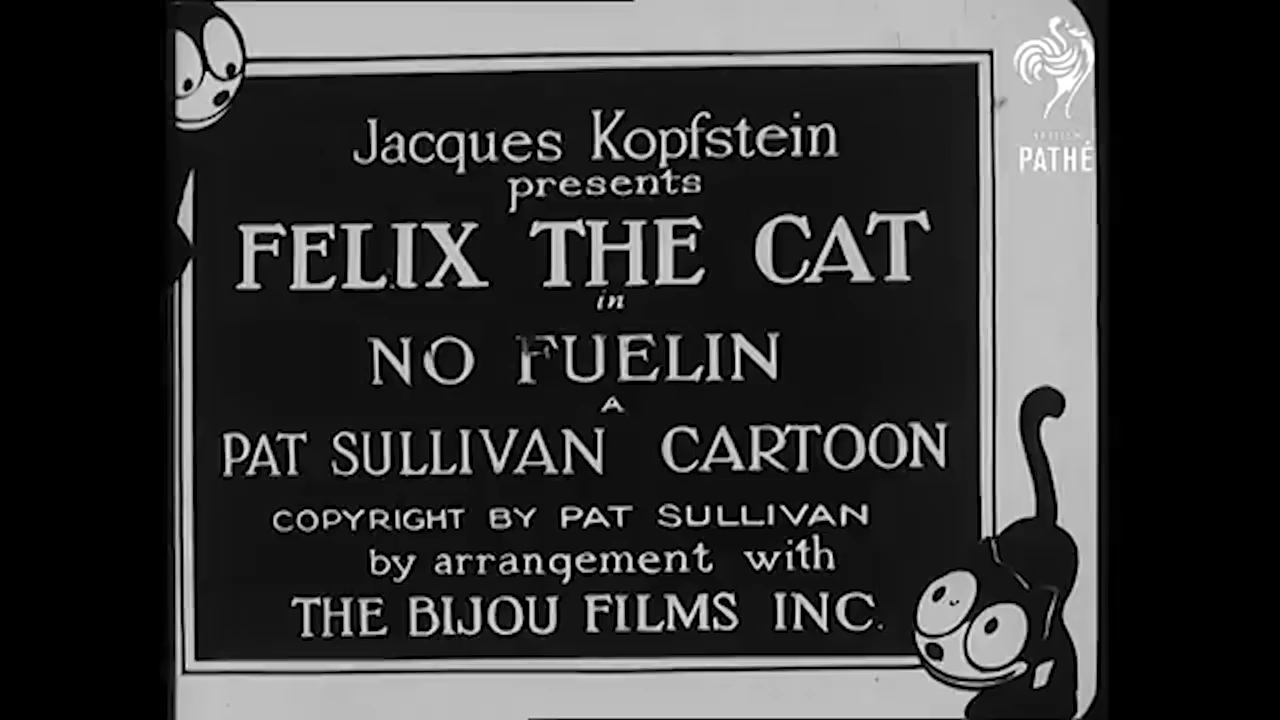 Jacques Kopfstein
presents
FELIX THE CAT
in
NO FUELIN
A
PAT SULLIVAN CARTOON
COPYRIGHT BY PAT SULLIVAN
by arrangement with
THE BIJOU FILMS INC.
BRITISH
PATHÉ